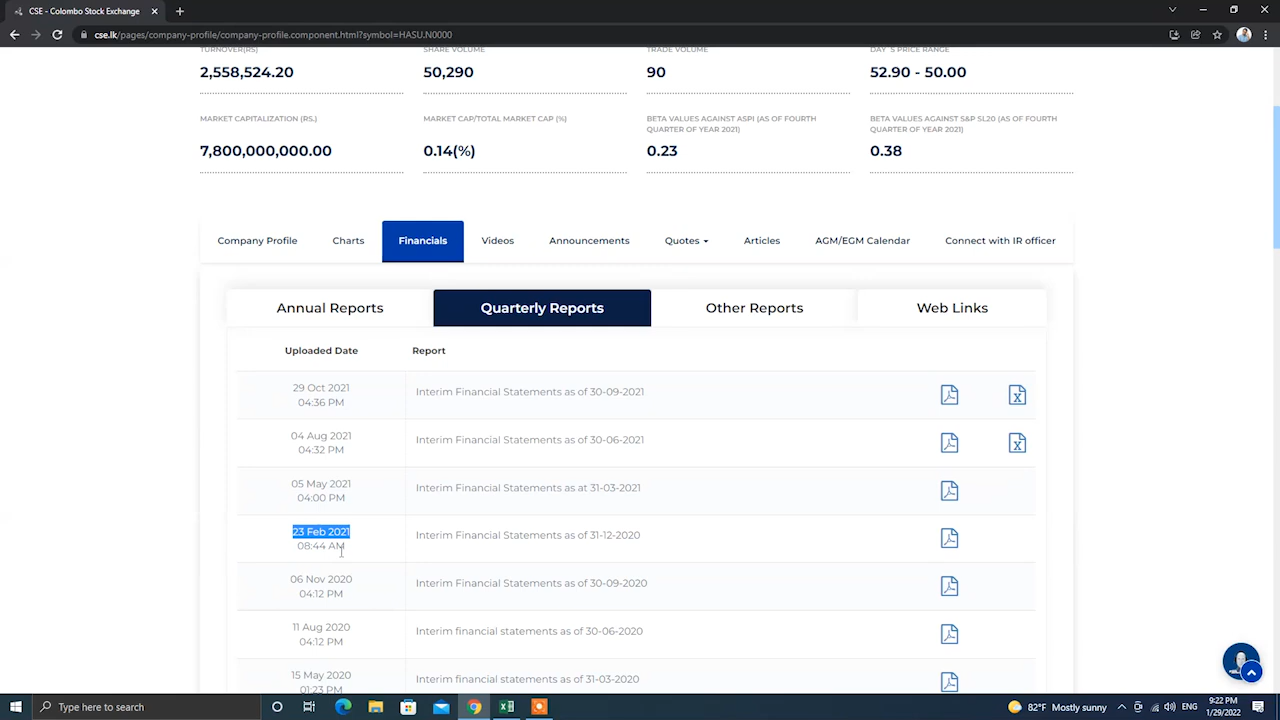 CSE - Colombo Stock Exchange
cse.lk/pages/company-profile/company-profile.component.html?symbol=HASU.N0000
TURNOVER(RS) SHARE VOLUME TRADE VOLUME DAY`S PRICE RANGE
2,558,524.20 50,290 90 52.90 - 50.00
MARKET CAPITALIZATION (RS.) MARKET CAP/TOTAL MARKET CAP (%) BETA VALUES AGAINST ASPI (AS OF FOURTH BETA VALUES AGAINST S&P SL20 (AS OF FOURTH
QUARTER OF YEAR 2021) QUARTER OF YEAR 2021)
7,800,000,000.00 0.14(%) 0.23 0.38
Company Profile Charts Financials Videos Announcements Quotes Articles AGM/EGM Calendar Connect with IR officer
Annual Reports Quarterly Reports Other Reports Web Links
Uploaded Date Report
29 Oct 2021
04:36 PM
Interim Financial Statements as of 30-09-2021
04 Aug 2021
04:32 PM
Interim Financial Statements as of 30-06-2021
05 May 2021
04:00 PM
Interim Financial Statements as at 31-03-2021
23 Feb 2021
08:44 AM
Interim Financial Statements as of 31-12-2020
06 Nov 2020
04:12 PM
Interim Financial Statements as of 30-09-2020
11 Aug 2020
04:12 PM
Interim financial statements as of 30-06-2020
15 May 2020
01:23 PM
Interim financial statements as of 31-03-2020
Type here to search
82°F Mostly sunny
9:22 PM
1/29/2022